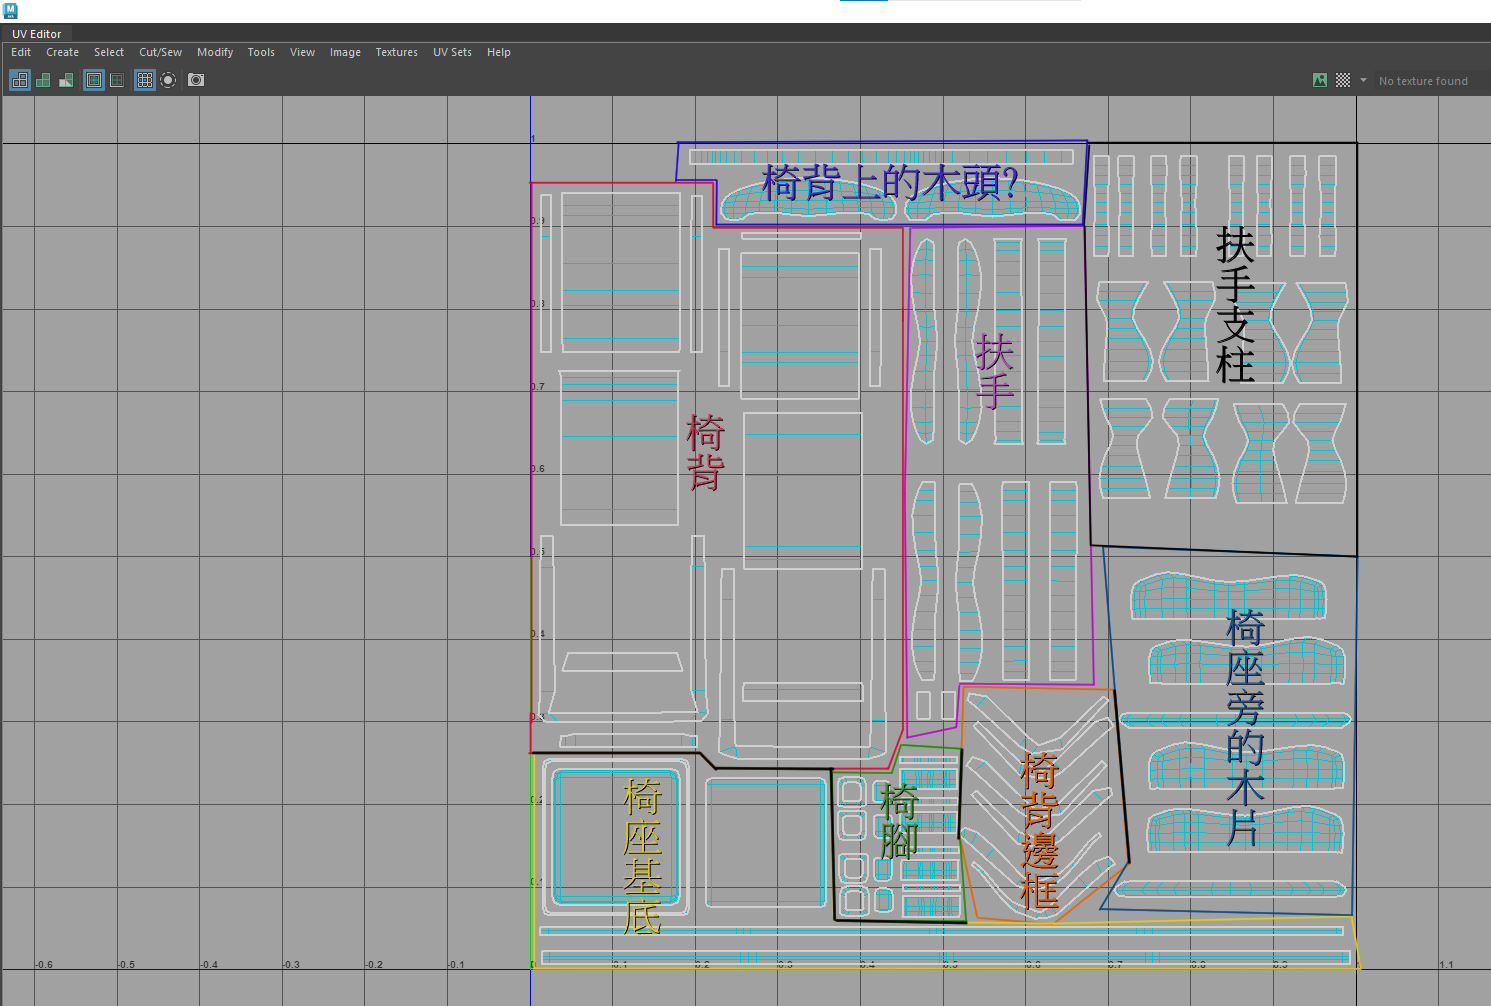 M
UV Editor
Edit Create Select Cut/Sew Modify Tools View Image Textures UV Sets Help
No texture found
1
椅背上的木頭?
0.9
扶手支柱
0.8
扶手
0.7
椅背
0.6
0.5
椅座旁的木片
0.4
0.3
椅背邊框
椅座基底
椅腳
0.2
0.1
-0.6 -0.5 -0.4 -0.3 -0.2 -0.1 0 0.1 0.2 0.3 0.4 0.5 0.6 0.7 0.8 0.9 1.1